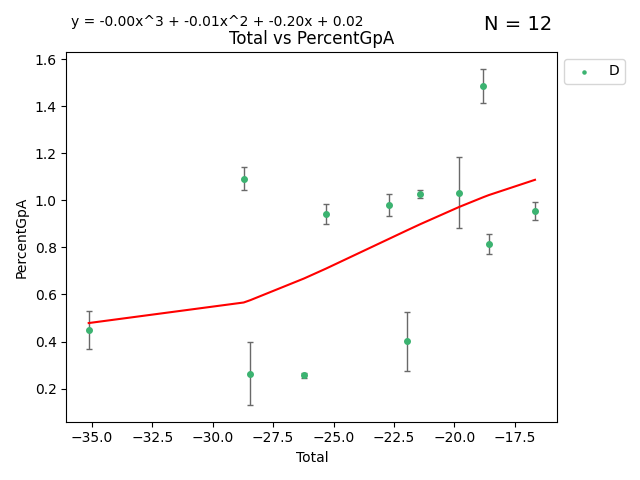 y = -0.00x^3 + -0.01x^2 + -0.20x + 0.02
N = 12
Total vs PercentGpA
D
1.6
1.4
1.2
1.0
0.8
0.6
0.4
0.2
PercentGpA
−35.0 −32.5 −30.0 −27.5 −25.0 −22.5 −20.0 −17.5
Total